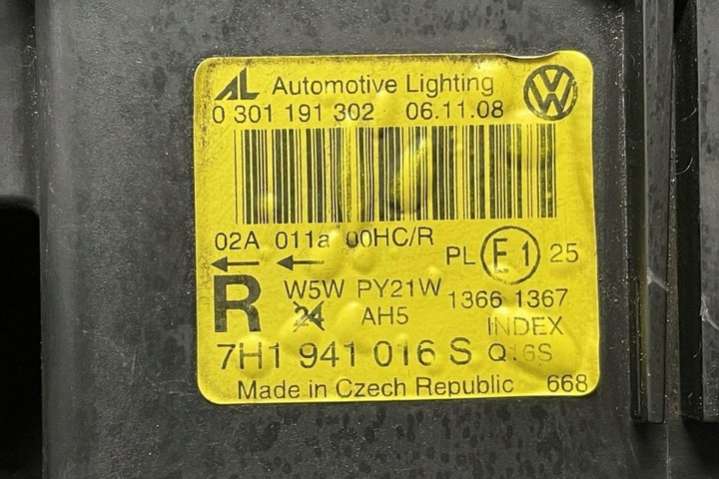 AL Automotive Lighting
0 301 191 302 06.11.08
VW
02A 011a 00HC/R
PL E1 25
R W5W PY21W 1366 1367
24 AH5 INDEX
7H1 941 016 S Q16S
Made in Czech Republic 668